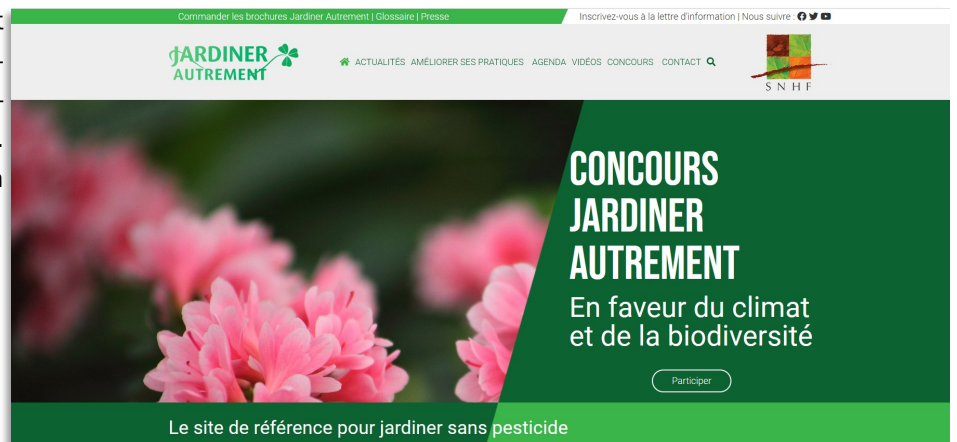 Commander les brochures Jardiner Autrement | Glossaire | Presse
Inscrivez-vous à la lettre d'information | Nous suivre :
JARDINER
AUTREMENT
ACTUALITÉS AMÉLIORER SES PRATIQUES AGENDA VIDÉOS CONCOURS CONTACT
SNHF
CONCOURS
JARDINER
AUTREMENT
En faveur du climat
et de la biodiversité
Participer
Le site de référence pour jardiner sans pesticide